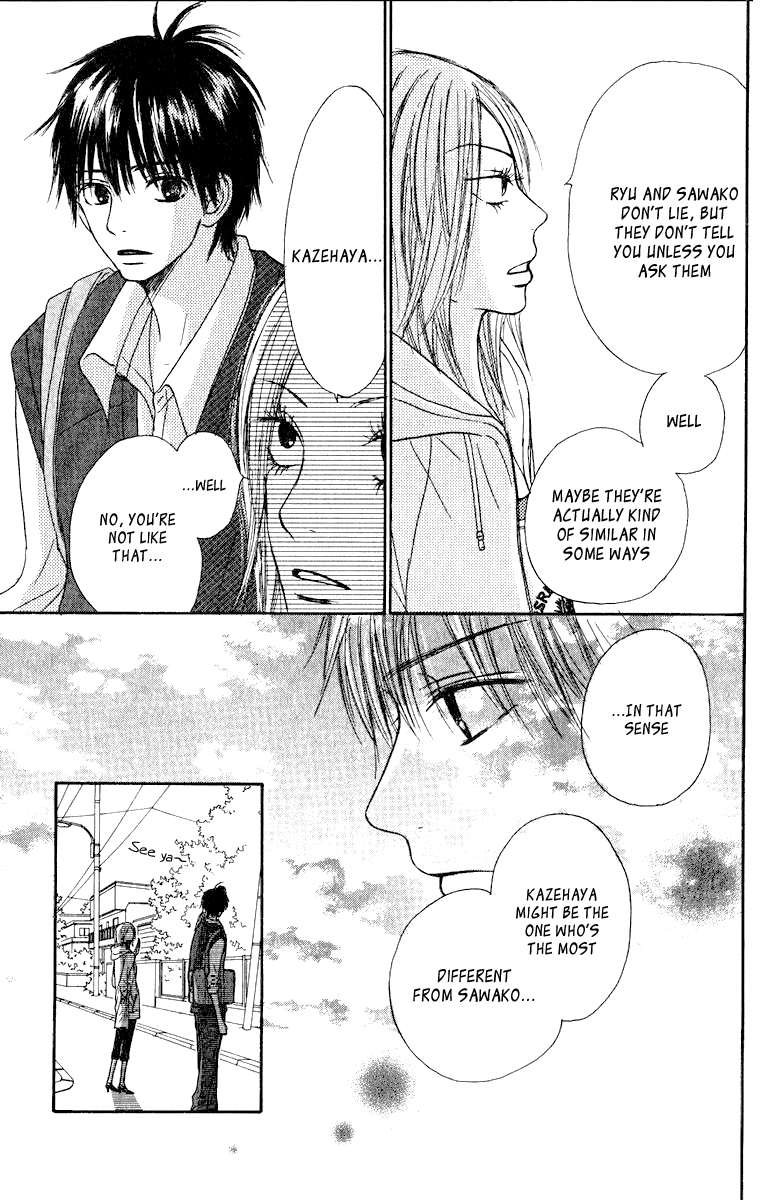 RYU AND SAWAKO
DON'T LIE, BUT
THEY DON'T TELL
YOU UNLESS YOU
ASK THEM
WELL
MAYBE THEY'RE
ACTUALLY KIND
OF SIMILAR IN
SOME WAYS
KAZEHAYA...
...WELL
NO, YOU'RE
NOT LIKE
THAT...
...IN THAT
SENSE
KAZEHAYA
MIGHT BE THE
ONE WHO'S
THE MOST
DIFFERENT
FROM SAWAKO...
See ya~